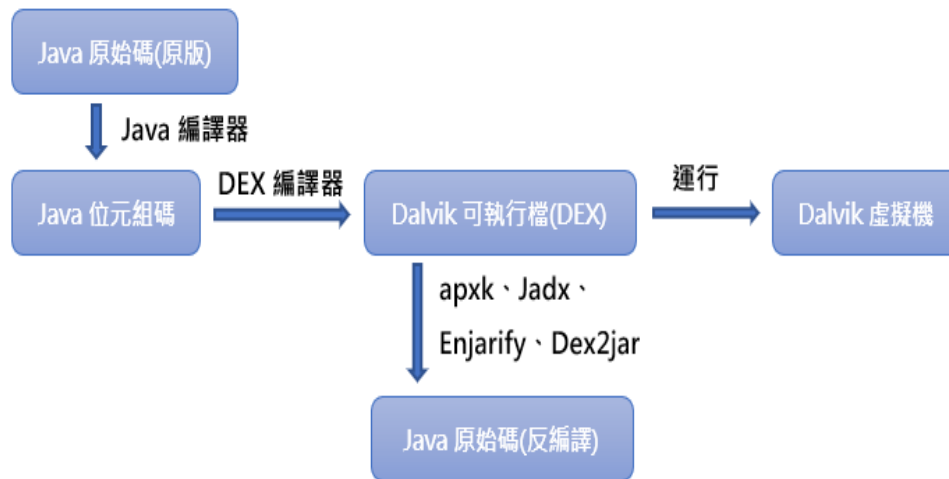 Java 原始碼(原版)
Java 編譯器
Java 位元組碼
DEX 編譯器
Dalvik 可執行檔(DEX)
運行
Dalvik 虛擬機
apxk、Jadx、
Enjarify、Dex2jar
Java 原始碼(反編譯)